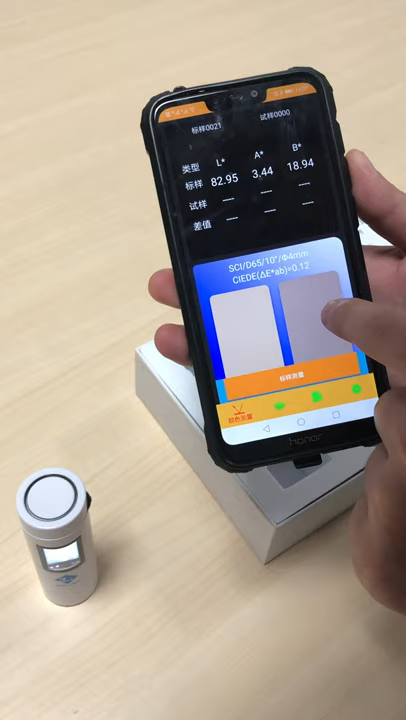 标样0021 试样0000
类型 L* A* B*
标样 82.95 3.44 18.94
试样 ---- ---- ----
差值 ---- ---- ----
SCI/D65/10°/Φ4mm
CIEDE(ΔE*ab)=0.12
标样测量
honor